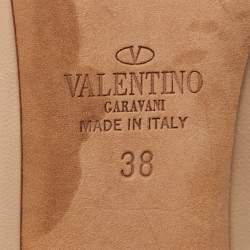 VALENTINO
GARAVANI
MADE IN ITALY
38